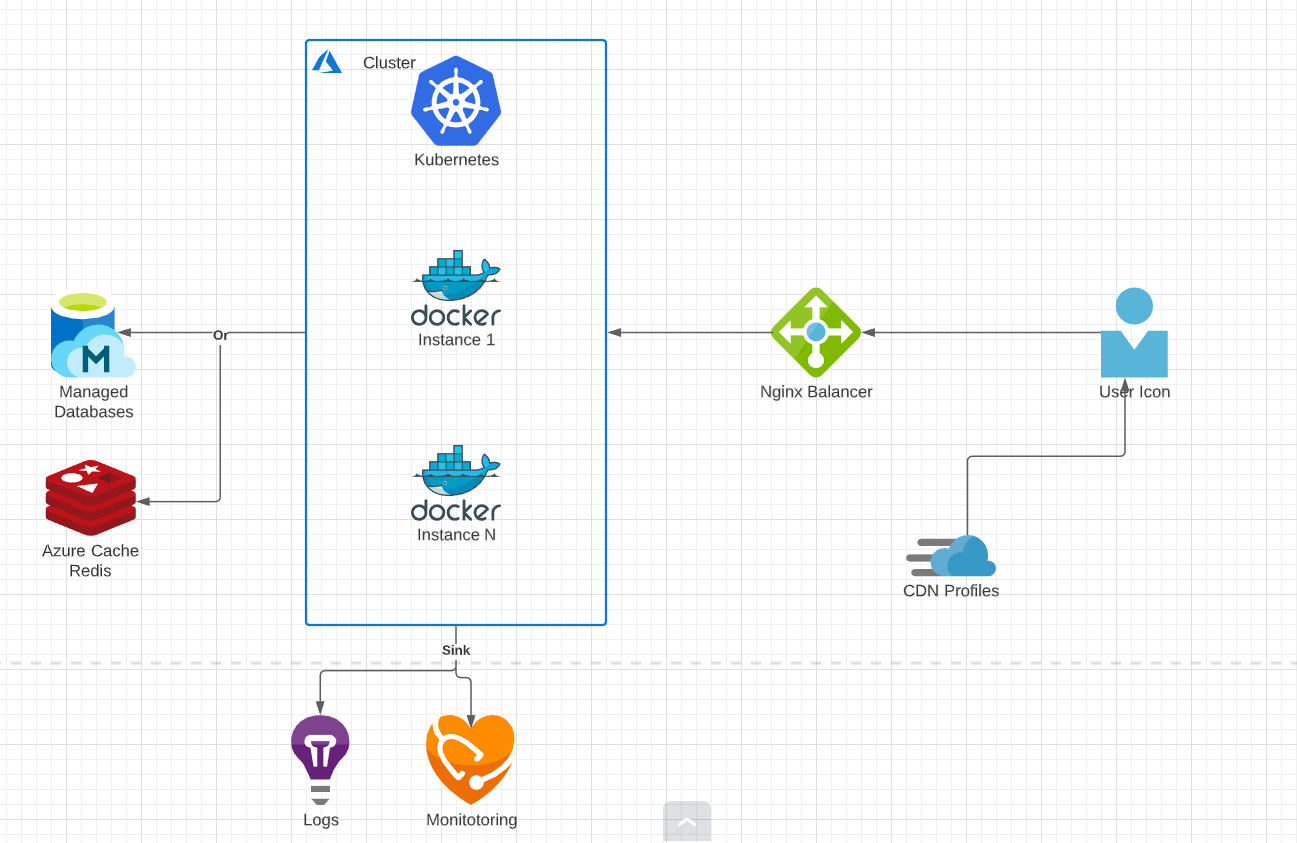 Cluster
Kubernetes
docker
Instance 1
Or
Managed
Databases
Nginx Balancer
User Icon
docker
Instance N
Azure Cache
Redis
CDN Profiles
Sink
Logs
Monitotoring